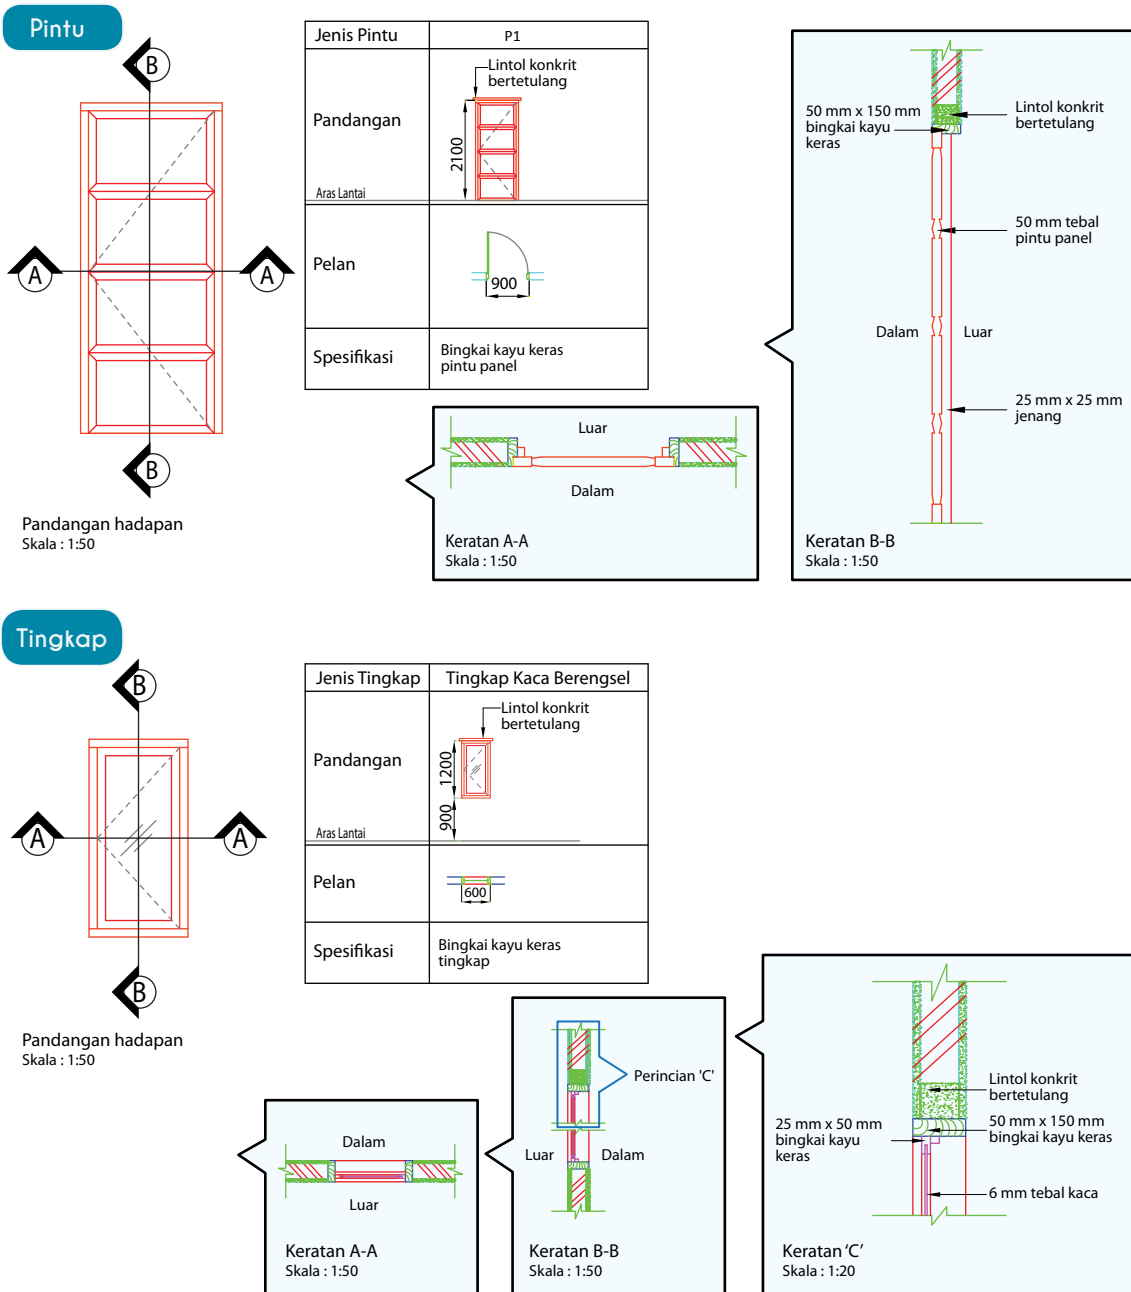 Pintu
B
A
A
B
Pandangan hadapan
Skala : 1:50
Jenis Pintu
P1
Pandangan
Lintol konkrit
bertetulang
2100
Aras Lantai
Pelan
900
Spesifikasi
Bingkai kayu keras
pintu panel
Luar
Dalam
Keratan A-A
Skala : 1:50
50 mm x 150 mm
bingkai kayu
keras
Lintol konkrit
bertetulang
50 mm tebal
pintu panel
Dalam
Luar
25 mm x 25 mm
jenang
Keratan B-B
Skala : 1:50
Tingkap
B
A
A
B
Pandangan hadapan
Skala : 1:50
Jenis Tingkap
Tingkap Kaca Berengsel
Pandangan
Lintol konkrit
bertetulang
1200
900
Aras Lantai
Pelan
600
Spesifikasi
Bingkai kayu keras
tingkap
Dalam
Luar
Keratan A-A
Skala : 1:50
Perincian 'C'
Luar
Dalam
Keratan B-B
Skala : 1:50
Lintol konkrit
bertetulang
25 mm x 50 mm
bingkai kayu
keras
50 mm x 150 mm
bingkai kayu keras
6 mm tebal kaca
Keratan ‘C’
Skala : 1:20